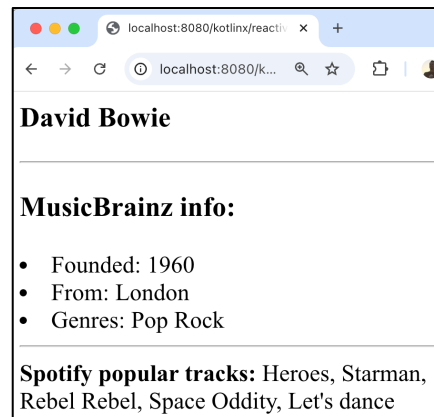 localhost:8080/kotlinx/reactiv
localhost:8080/k...
David Bowie
MusicBrainz info:
• Founded: 1960
• From: London
• Genres: Pop Rock
Spotify popular tracks: Heroes, Starman,
Rebel Rebel, Space Oddity, Let's dance